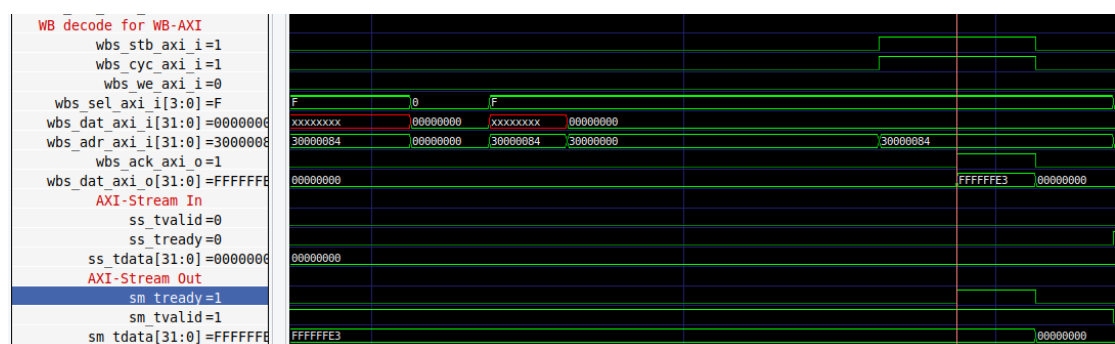 WB decode for WB-AXI
wbs_stb_axi_i=1
wbs_cyc_axi_i=1
wbs_we_axi_i=0
wbs_sel_axi_i[3:0]=F F 0 F
wbs_dat_axi_i[31:0]=0000000 xxxxxxxx 00000000 xxxxxxxx 00000000
wbs_adr_axi_i[31:0]=3000008 30000084 00000000 30000084 30000000 30000084
wbs_ack_axi_o=1
wbs_dat_axi_o[31:0]=FFFFFFE 00000000 FFFFFFE3 00000000
AXI-Stream In
ss_tvalid=0
ss_tready=0
ss_tdata[31:0]=0000000 00000000
AXI-Stream Out
sm_tready=1
sm_tvalid=1
sm_tdata[31:0]=FFFFFFE FFFFFFE3 00000000